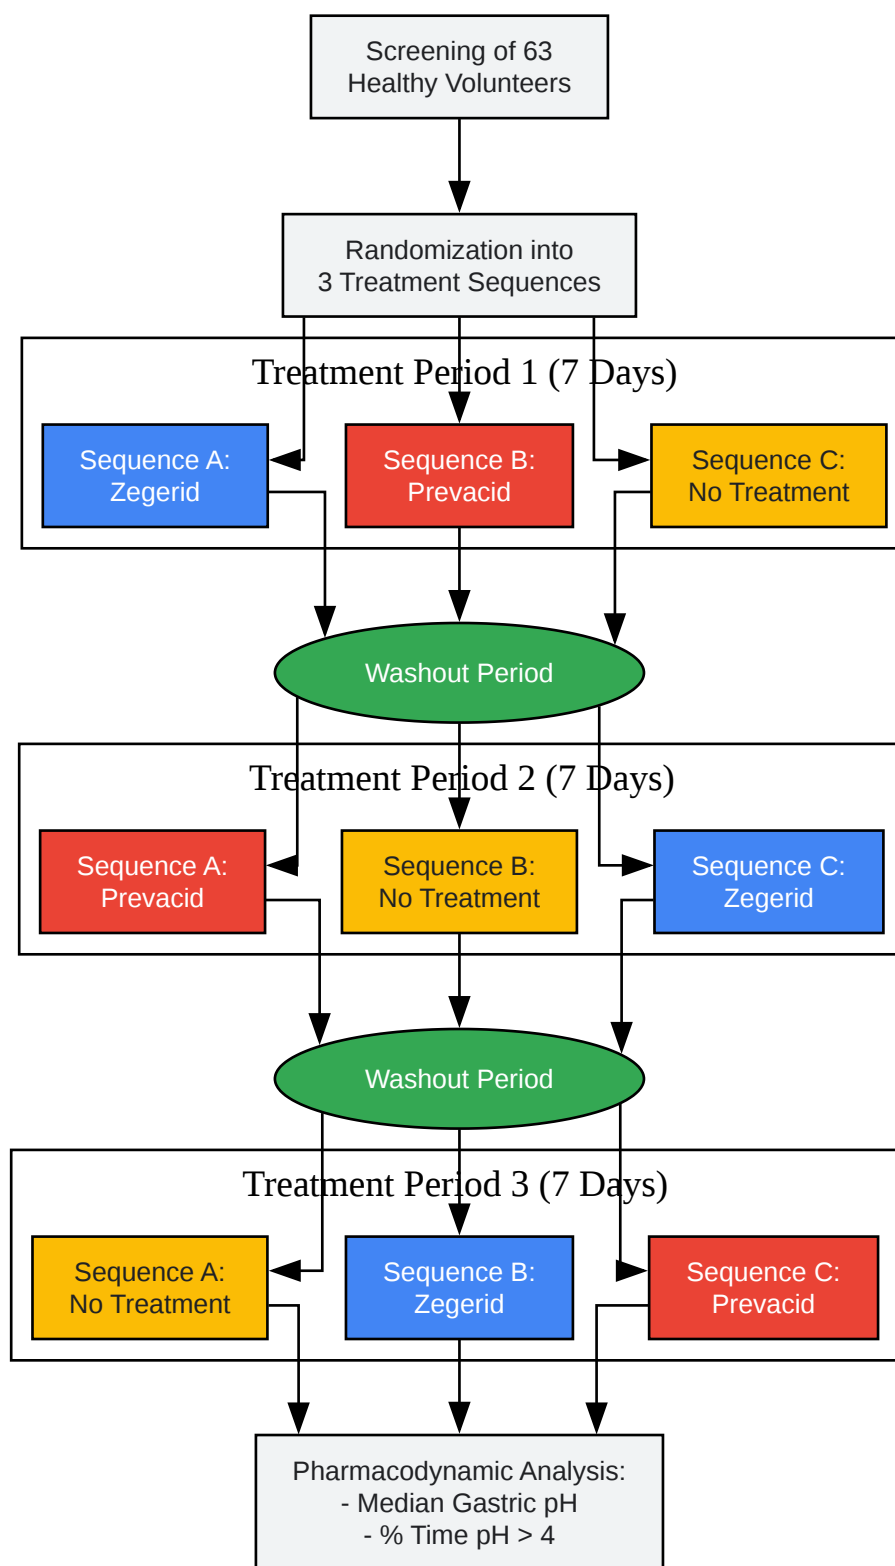 Screening of 63
Healthy Volunteers
Randomization into
3 Treatment Sequences
Treatment Period 1 (7 Days)
Sequence A:
Zegerid
Sequence B:
Prevacid
Sequence C:
No Treatment
Washout Period
Treatment Period 2 (7 Days)
Sequence A:
Prevacid
Sequence B:
No Treatment
Sequence C:
Zegerid
Washout Period
Treatment Period 3 (7 Days)
Sequence A:
No Treatment
Sequence B:
Zegerid
Sequence C:
Prevacid
Pharmacodynamic Analysis:
- Median Gastric pH
- % Time pH > 4